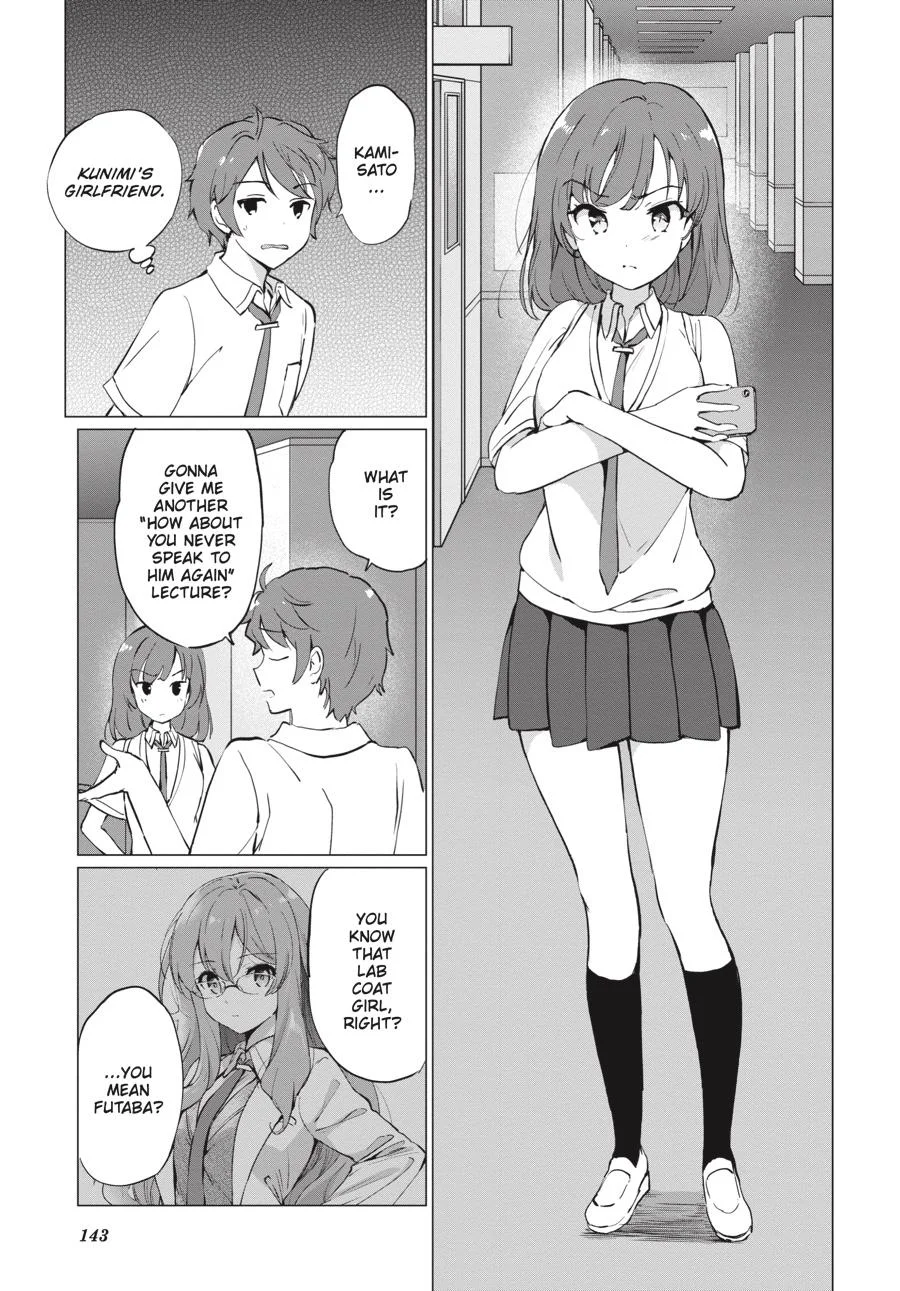 KAMI-
SATO
...
KUNIMI'S
GIRLFRIEND.
WHAT
IS
IT?
GONNA
GIVE ME
ANOTHER
"HOW ABOUT
YOU NEVER
SPEAK TO
HIM AGAIN"
LECTURE?
YOU
KNOW
THAT
LAB
COAT
GIRL,
RIGHT?
...YOU
MEAN
FUTABA?
143